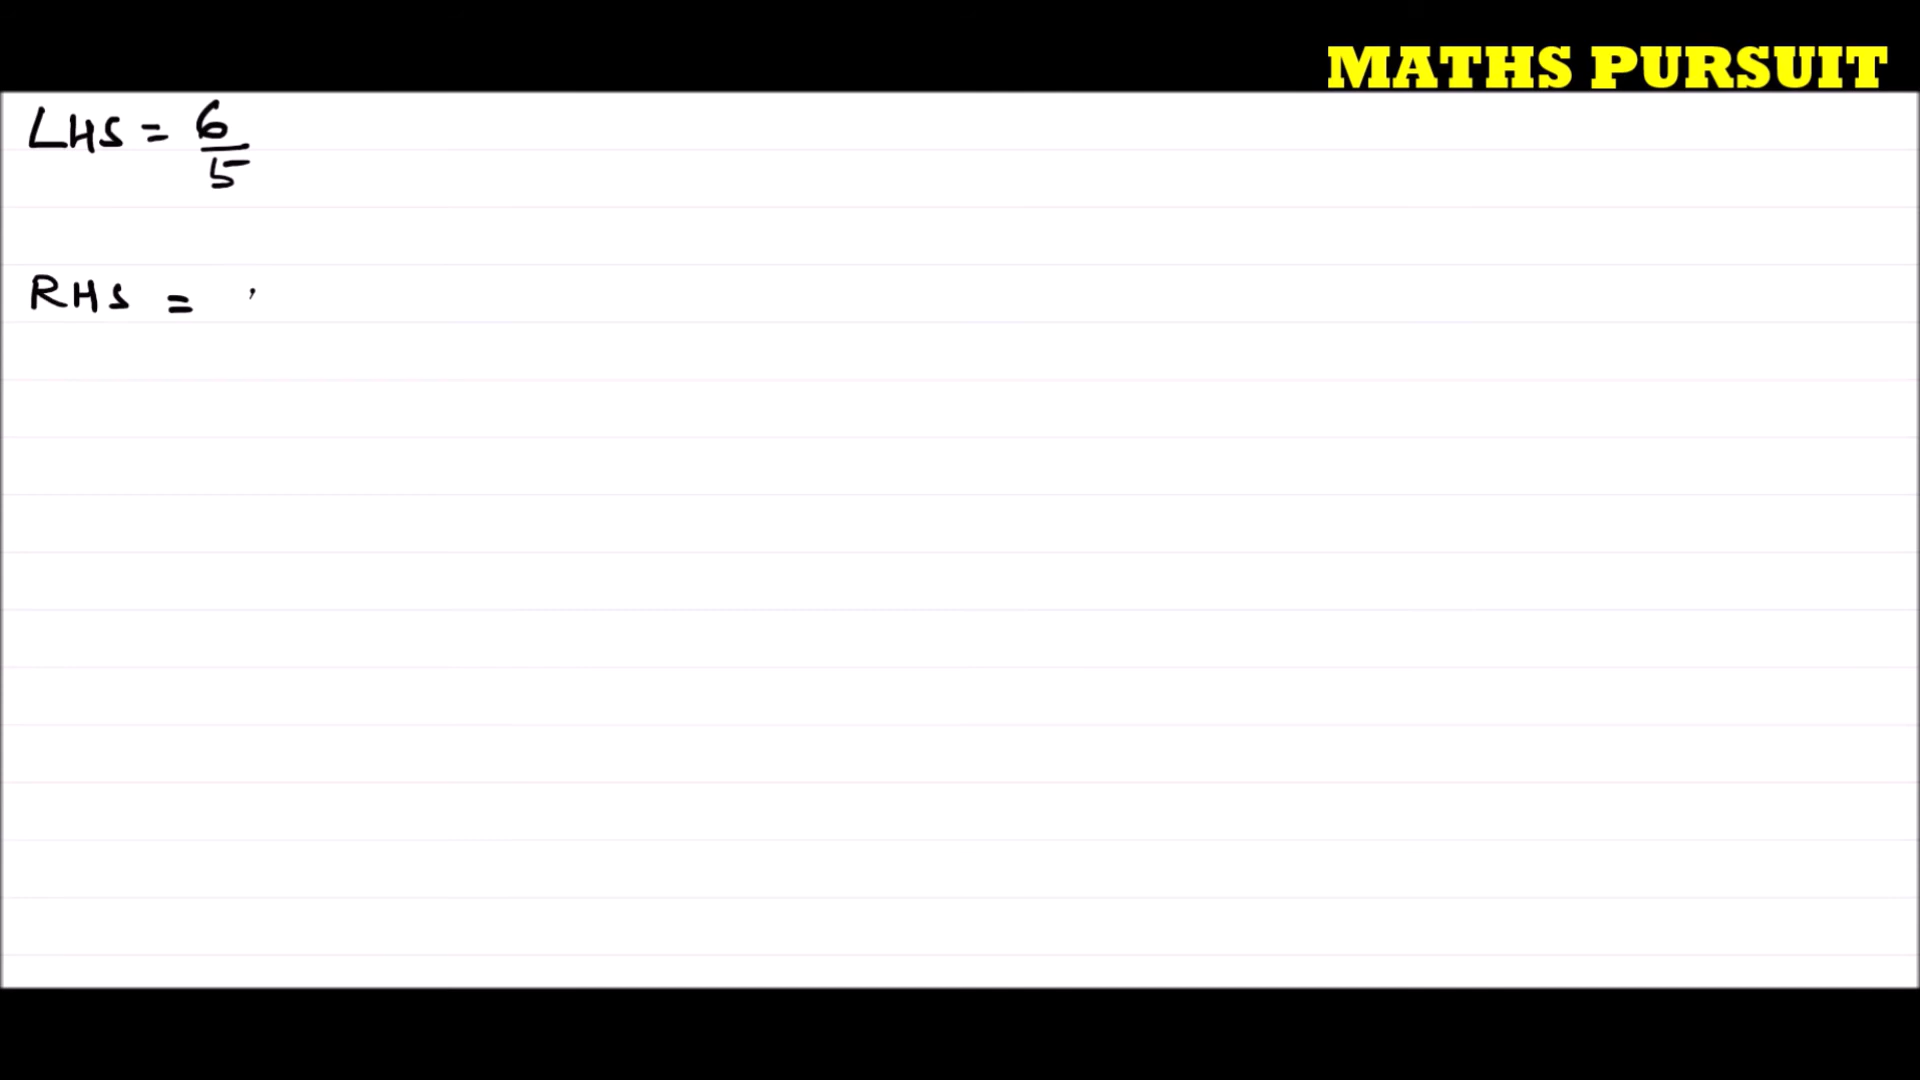 MATHS PURSUIT
LHS = 6/5
RHS =